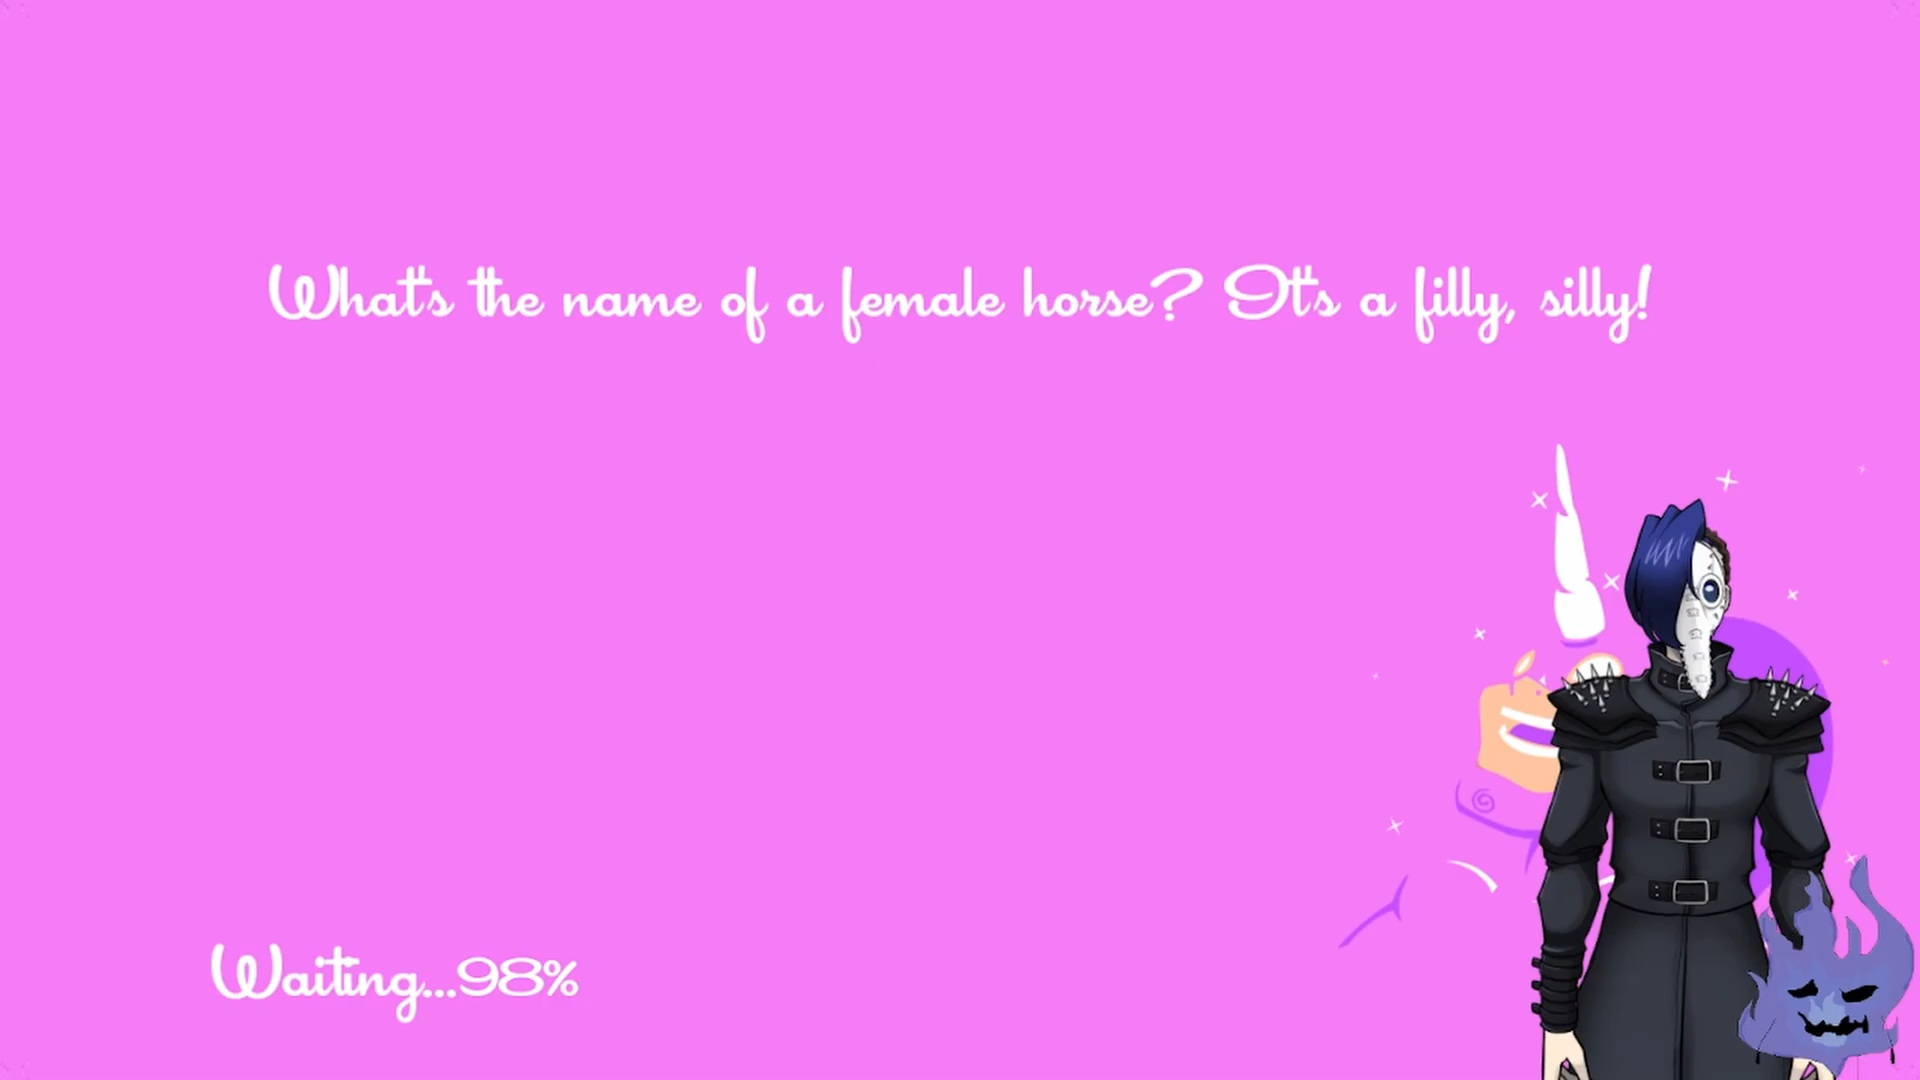 What's the name of a female horse? It's a filly, silly!
Waiting...98%